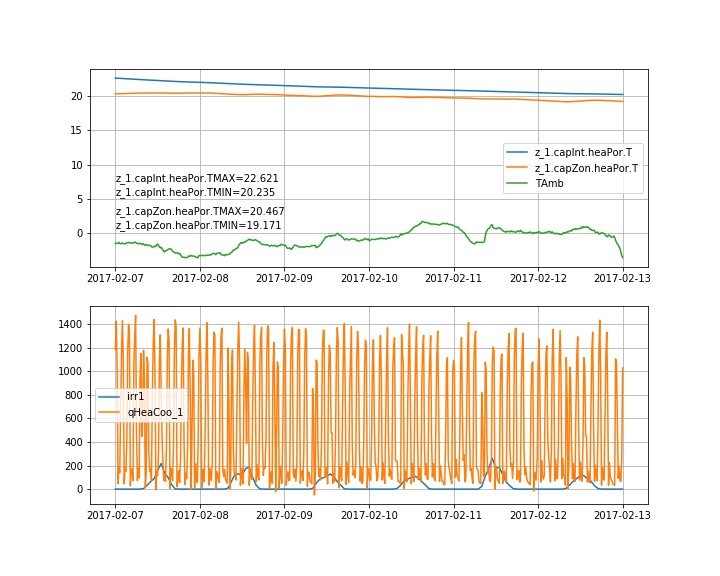 20
15
10
5
0
z_1.capInt.heaPor.T
z_1.capZon.heaPor.T
TAmb
z_1.capInt.heaPor.TMAX=22.621
z_1.capInt.heaPor.TMIN=20.235
z_1.capZon.heaPor.TMAX=20.467
z_1.capZon.heaPor.TMIN=19.171
2017-02-07 2017-02-08 2017-02-09 2017-02-10 2017-02-11 2017-02-12 2017-02-13
1400
1200
1000
800
600
400
200
0
irr1
qHeaCoo_1
2017-02-07 2017-02-08 2017-02-09 2017-02-10 2017-02-11 2017-02-12 2017-02-13